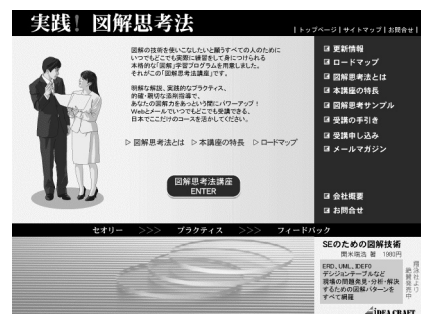 実践! 図解思考法
| トップページ | サイトマップ | お問合せ |
図解の技術を使いこなしたいと願うすべての人のために
いつでもどこでも実際に練習をして身につけられる
本格的な「図解」学習プログラムを用意しました。
それがこの「図解思考講座」です。
明解な解説、実践的なプラクティス、
的確・親切な添削指導で、
あなたの図解力をあっという間にパワーアップ!
Webとメールでいつでもどこでも受講できる、
日本でここだけのコースを活かしてください。
▷ 図解思考法とは ▷ 本講座の特長 ▷ ロードマップ
図解思考法講座
ENTER
更新情報
ロードマップ
図解思考法とは
本講座の特長
図解思考サンプル
受講の手引き
受講申し込み
メールマガジン
会社概要
お問合せ
セオリー >>> プラクティス >>> フィードバック
SEのための図解技術
開米瑞浩 著 1980円
ERD、UML、IDEF0
デシジョンテーブルなど
現場の問題発見・分析・解決
するための図解パターンを
すべて網羅
翔泳社より
絶賛発売中
IDEA CRAFT